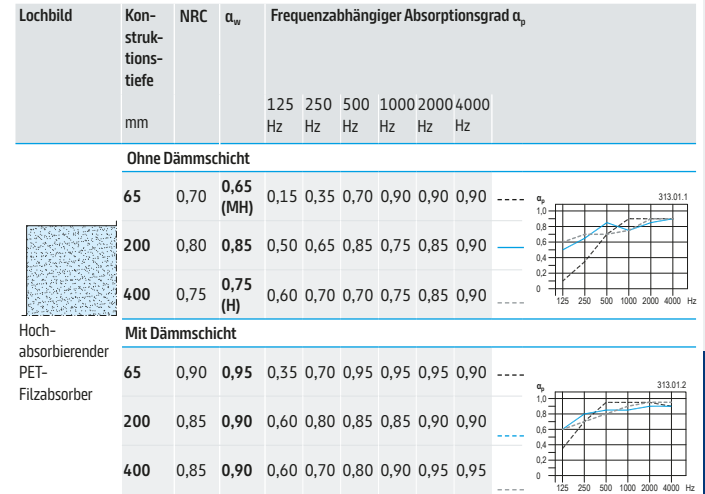 Lochbild Kon- NRC αw Frequenzabhängiger Absorptionsgrad αp
struk-
tions-
tiefe
mm 125 250 500 1000 2000 4000
Hz Hz Hz Hz Hz Hz
Ohne Dämmschicht
65 0,70 0,65 (MH) 0,15 0,35 0,70 0,90 0,90 0,90
200 0,80 0,85 0,50 0,65 0,85 0,75 0,85 0,90
400 0,75 0,75 (H) 0,60 0,70 0,70 0,75 0,85 0,90
αp 313.01.1
1,0
0,8
0,6
0,4
0,2
0
125 250 500 1000 2000 4000 Hz
Hoch-
absorbierender
PET-
Filzabsorber
Mit Dämmschicht
65 0,90 0,95 0,35 0,70 0,95 0,95 0,95 0,90
200 0,85 0,90 0,60 0,80 0,85 0,85 0,90 0,90
400 0,85 0,90 0,60 0,70 0,80 0,90 0,95 0,95
αp 313.01.2
1,0
0,8
0,6
0,4
0,2
0
125 250 500 1000 2000 4000 Hz